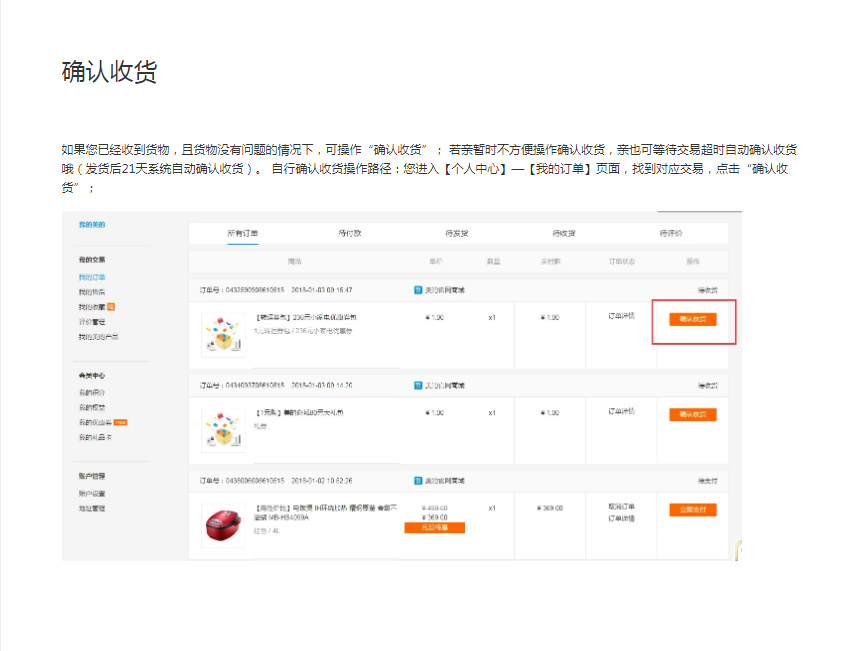 确认收货
如果您已经收到货物，且货物没有问题的情况下，可操作“确认收货”； 若亲暂时不方便操作确认收货，亲也可等待交易超时自动确认收货
哦（发货后21天系统自动确认收货）。 自行确认收货操作路径：您进入【个人中心】—【我的订单】页面，找到对应交易，点击“确认收
货”；
我的美的
所有订单 待付款 待发货 待收货 待评价
我的交易
商品 单价 数量 实付款 订单状态 操作
我的订单
我的售后
我的收藏
评价管理
我的美的产品
会员中心
我的积分
我的权益
我的优惠券
我的礼品卡
账户管理
账户设置
地址管理
订单号： 2018-01-03 09:15:47 美的官网商城 待收货
¥ 1.00 x1 ¥ 1.00 订单详情 确认收货
订单号： 2018-01-03 09:14:20 美的官网商城 待收货
¥ 1.00 x1 ¥ 1.00 订单详情 确认收货
礼券
订单号： 2018-01-02 10:52:26 美的官网商城 待支付
¥ 369.00 x1 ¥ 369.00 取消订单 立即支付
订单详情
红色 / 4L